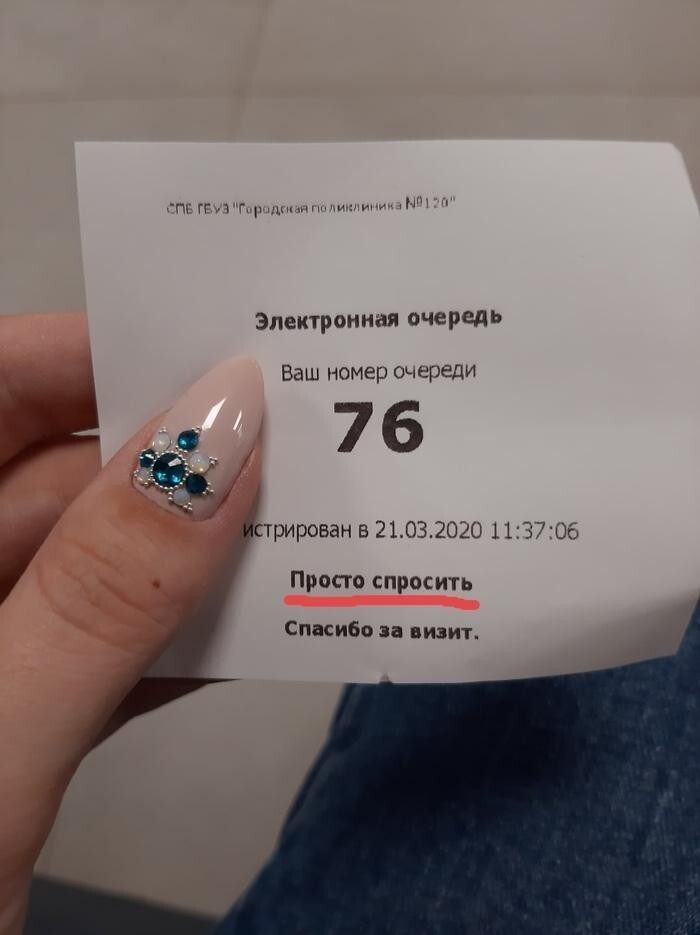 СПБ ГБУЗ "Городская поликлиника №120"
Электронная очередь
Ваш номер очереди
76
истрирован в 21.03.2020 11:37:06
Просто спросить
Спасибо за визит.